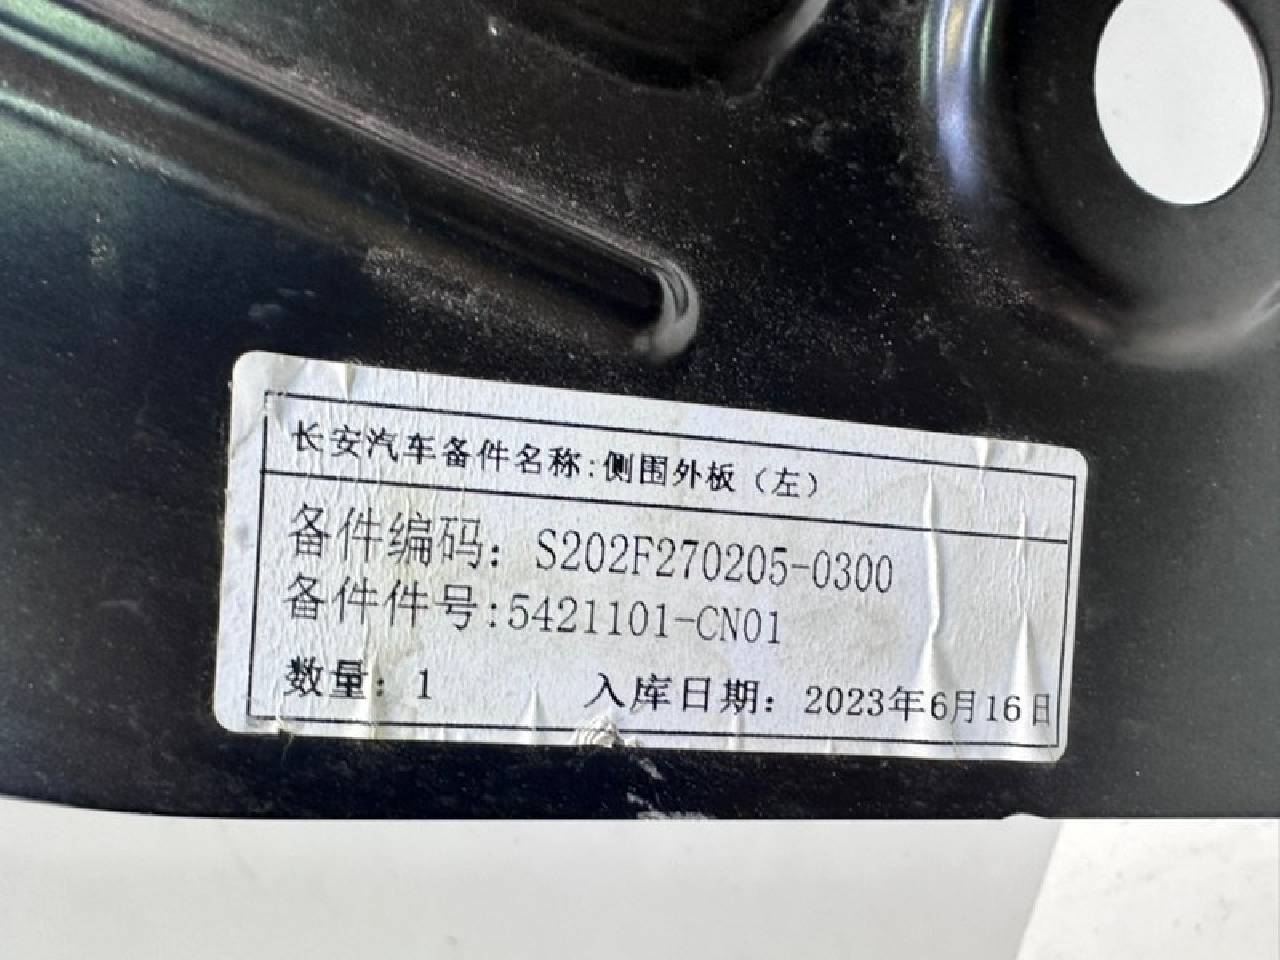 长安汽车备件名称:侧围外板（左）
备件编码：S202F270205-0300
备件件号:5421101-CN01
数量：1 入库日期：2023年6月16日